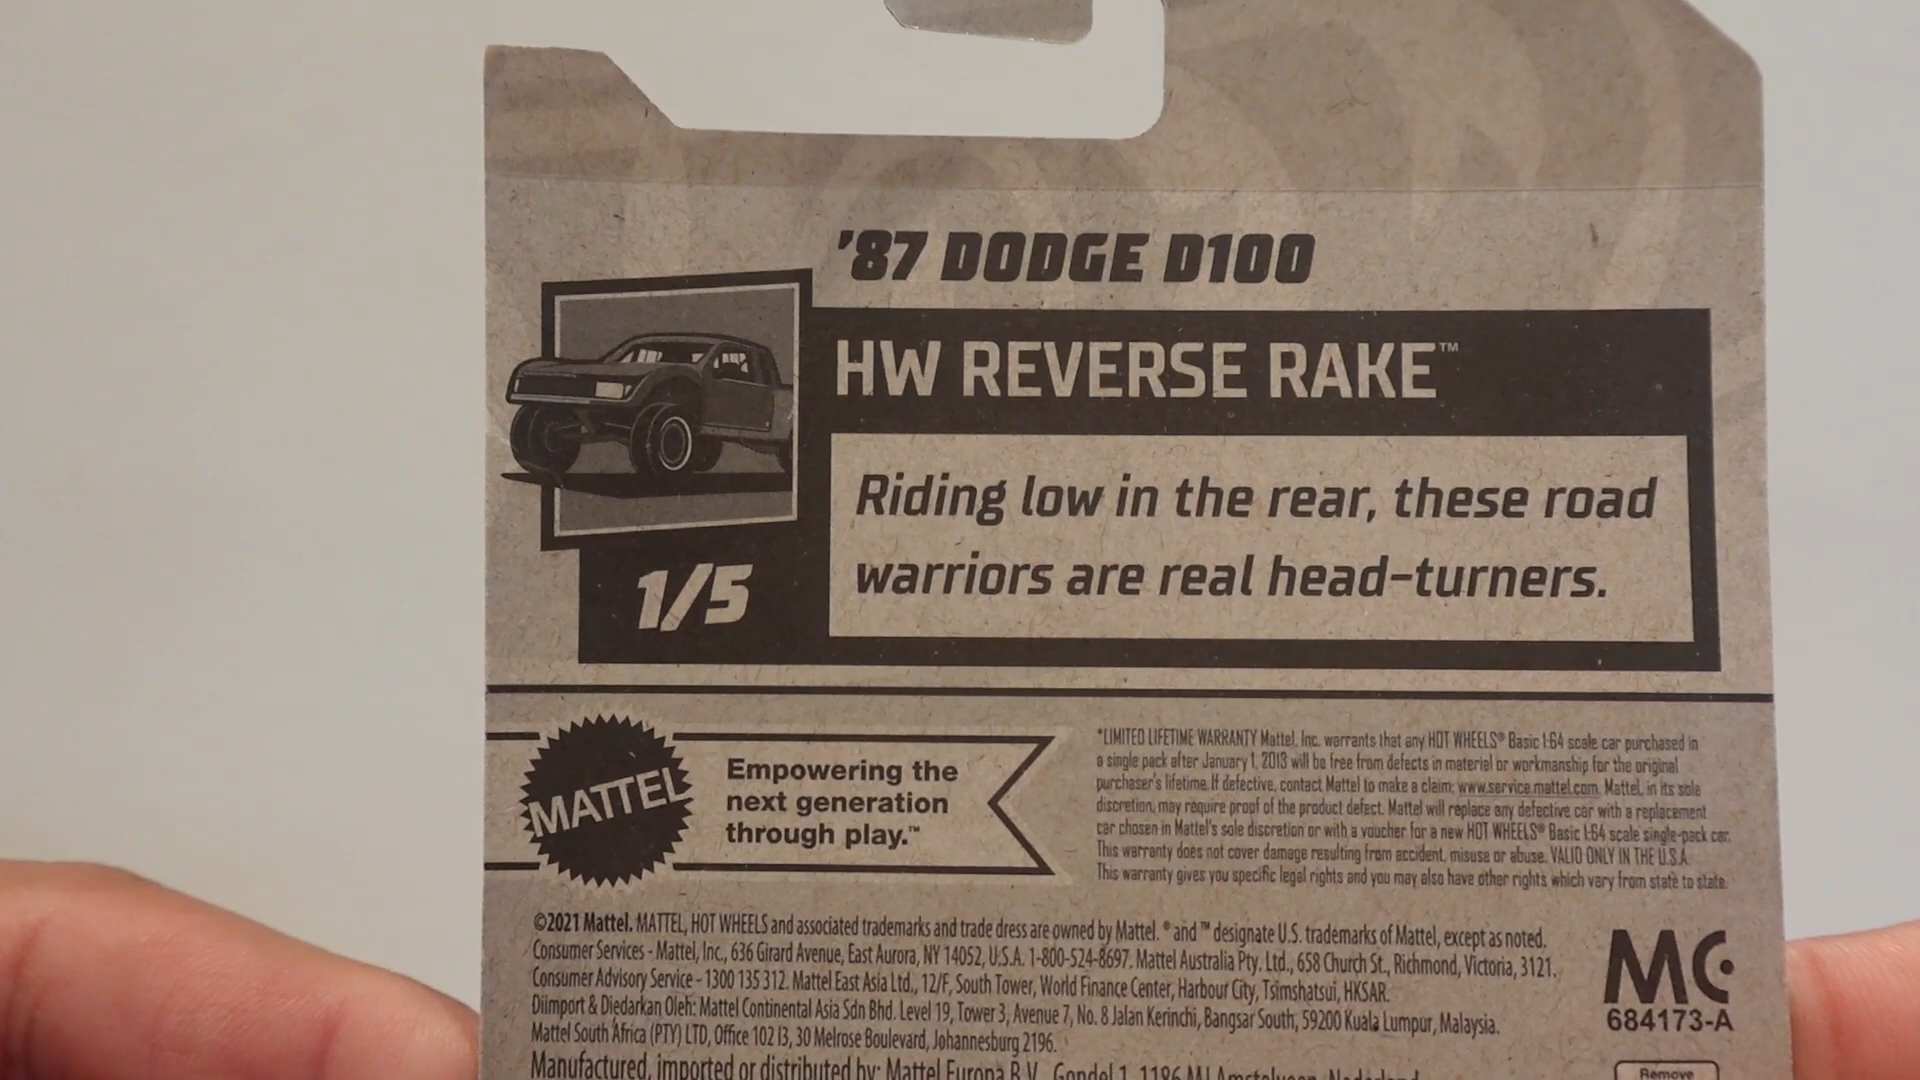 '87 DODGE D100
HW REVERSE RAKE™
Riding low in the rear, these road
warriors are real head-turners.
1/5
MATTEL
Empowering the
next generation
through play.™
*LIMITED LIFETIME WARRANTY Mattel, Inc. warrants that any HOT WHEELS® Basic 1:64 scale car purchased in
a single pack after January 1, 2013 will be free from defects in material or workmanship for the original
purchaser's lifetime. If defective, contact Mattel to make a claim: www.service.mattel.com. Mattel, in its sole
discretion, may require proof of the product defect. Mattel will replace any defective car with a replacement
car chosen in Mattel's sole discretion or with a voucher for a new HOT WHEELS® Basic 1:64 scale single-pack car.
This warranty does not cover damage resulting from accident, misuse or abuse. VALID ONLY IN THE U.S.A.
This warranty gives you specific legal rights and you may also have other rights which vary from state to state.
©2021 Mattel. MATTEL, HOT WHEELS and associated trademarks and trade dress are owned by Mattel. ® and ™ designate U.S. trademarks of Mattel, except as noted.
Consumer Services - Mattel, Inc., 636 Girard Avenue, East Aurora, NY 14052, U.S.A. 1-800-524-8697. Mattel Australia Pty. Ltd., 658 Church St., Richmond, Victoria, 3121.
Consumer Advisory Service - 1300 135 312. Mattel East Asia Ltd., 12/F, South Tower, World Finance Center, Harbour City, Tsimshatsui, HKSAR.
Diimport & Diedarkan Oleh: Mattel Continental Asia Sdn Bhd. Level 19, Tower 3, Avenue 7, No. 8 Jalan Kerinchi, Bangsar South, 59200 Kuala Lumpur, Malaysia.
Mattel South Africa (PTY) LTD, Office 102 I3, 30 Melrose Boulevard, Johannesburg 2196.
Manufactured, imported or distributed by: Mattel Europa B.V., Gondel 1, 1186 MJ Amstelveen, Nederland
MC
684173-A
Remove